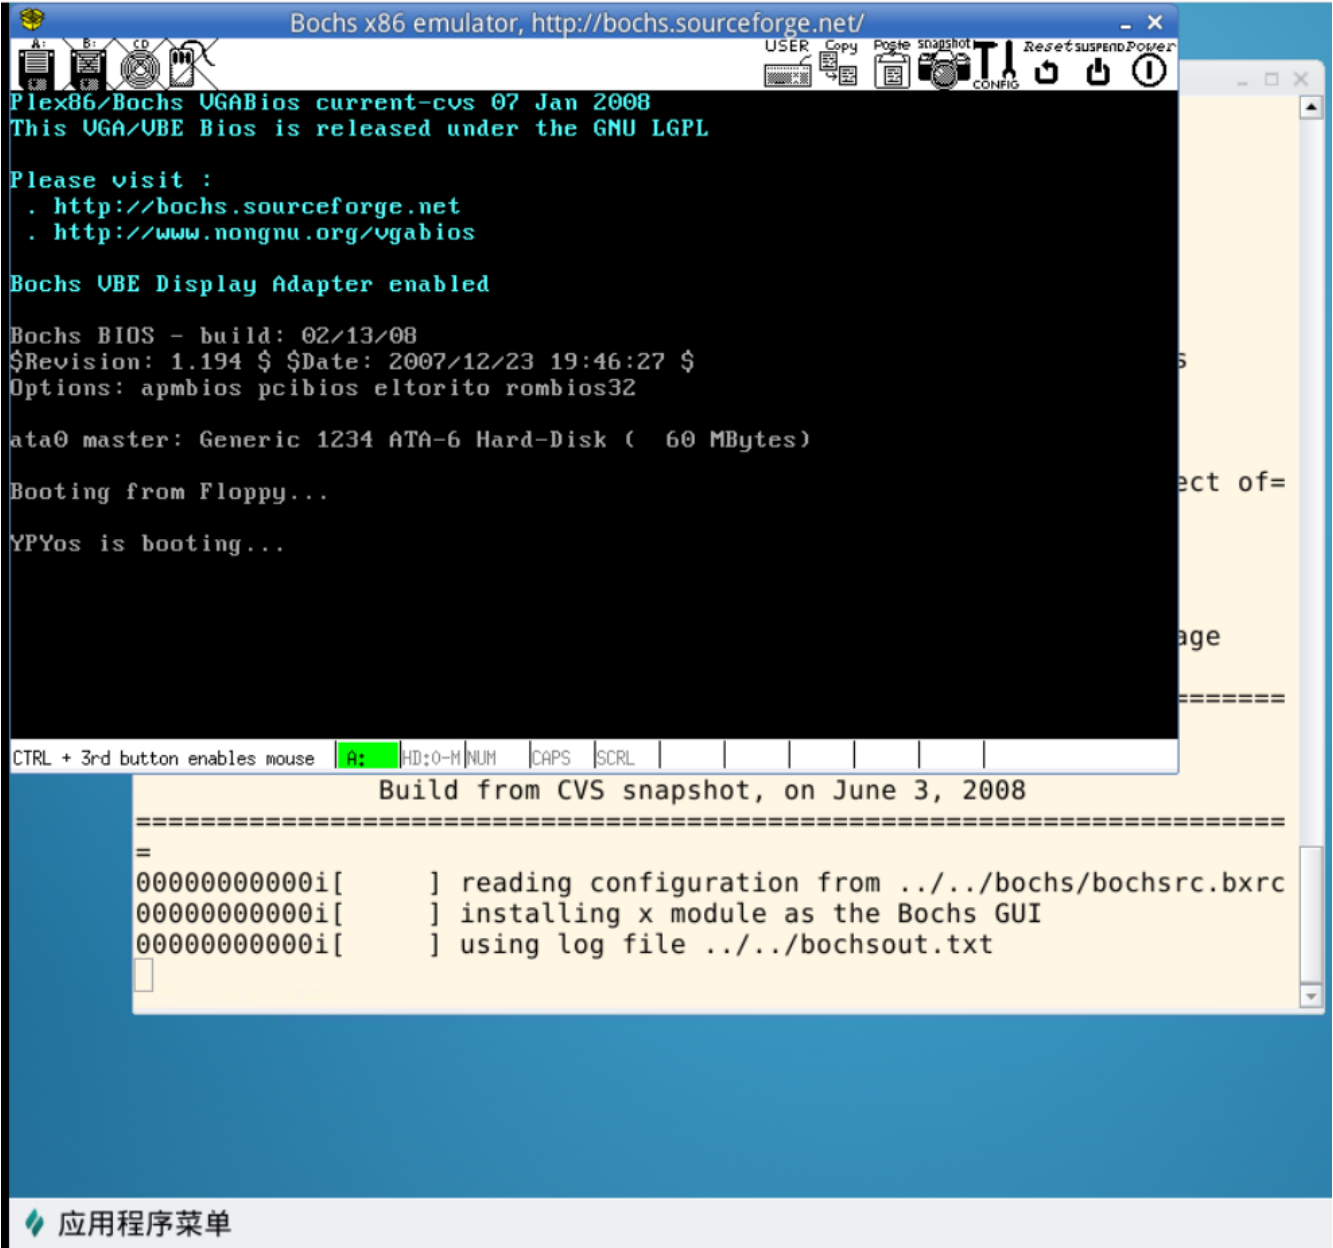 Bochs x86 emulator, http://bochs.sourceforge.net/
A: B: CD USER Copy Paste snapshot CONFIG Reset SUSPEND Power
Plex86/Bochs VGABios current-cvs 07 Jan 2008
This VGA/VBE Bios is released under the GNU LGPL
Please visit :
. http://bochs.sourceforge.net
. http://www.nongnu.org/vgabios
Bochs VBE Display Adapter enabled
Bochs BIOS - build: 02/13/08
$Revision: 1.194 $ $Date: 2007/12/23 19:46:27 $
Options: apmbios pcibios eltorito rombios32
s
ata0 master: Generic 1234 ATA-6 Hard-Disk ( 60 MBytes)
ect of=
Booting from Floppy...
YPYos is booting...
age
=======
CTRL + 3rd button enables mouse A: HD:0-M NUM CAPS SCRL
Build from CVS snapshot, on June 3, 2008
=======================================================================
=
00000000000i[ ] reading configuration from ../../bochs/bochsrc.bxrc
00000000000i[ ] installing x module as the Bochs GUI
00000000000i[ ] using log file ../../bochsout.txt
应用程序菜单